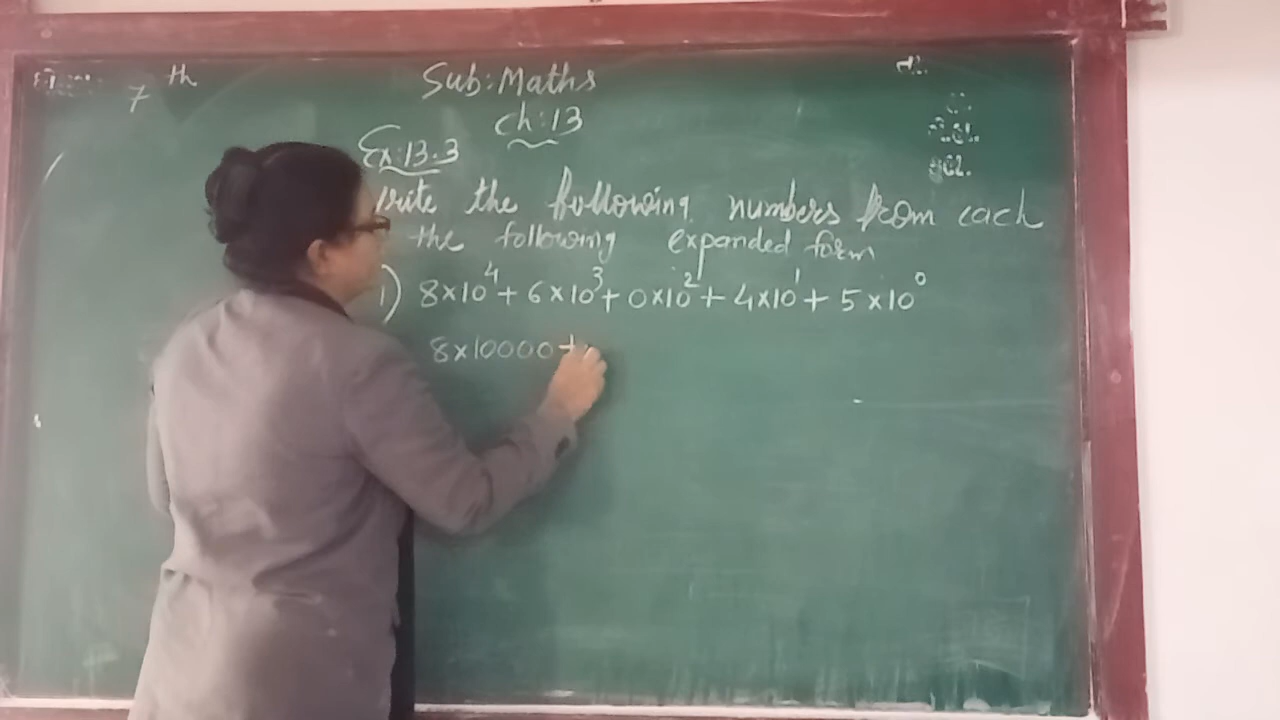 7th
Sub: Maths
Ch: 13
Ex: 13.3
Write the following numbers from each
the following expanded form
1) 8×10⁴ + 6×10³ + 0×10² + 4×10¹ + 5×10⁰
8×10000 +